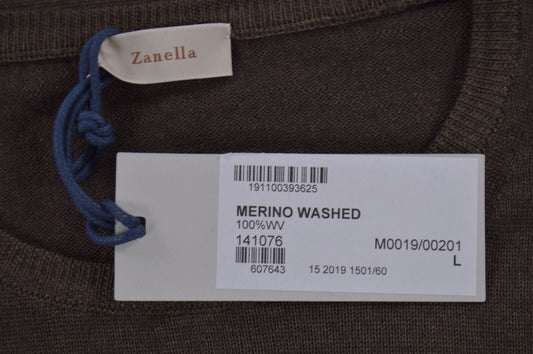 Zanella
191100393625
MERINO WASHED
100%WV
141076 M0019/00201
L
607643 15 2019 1501/60